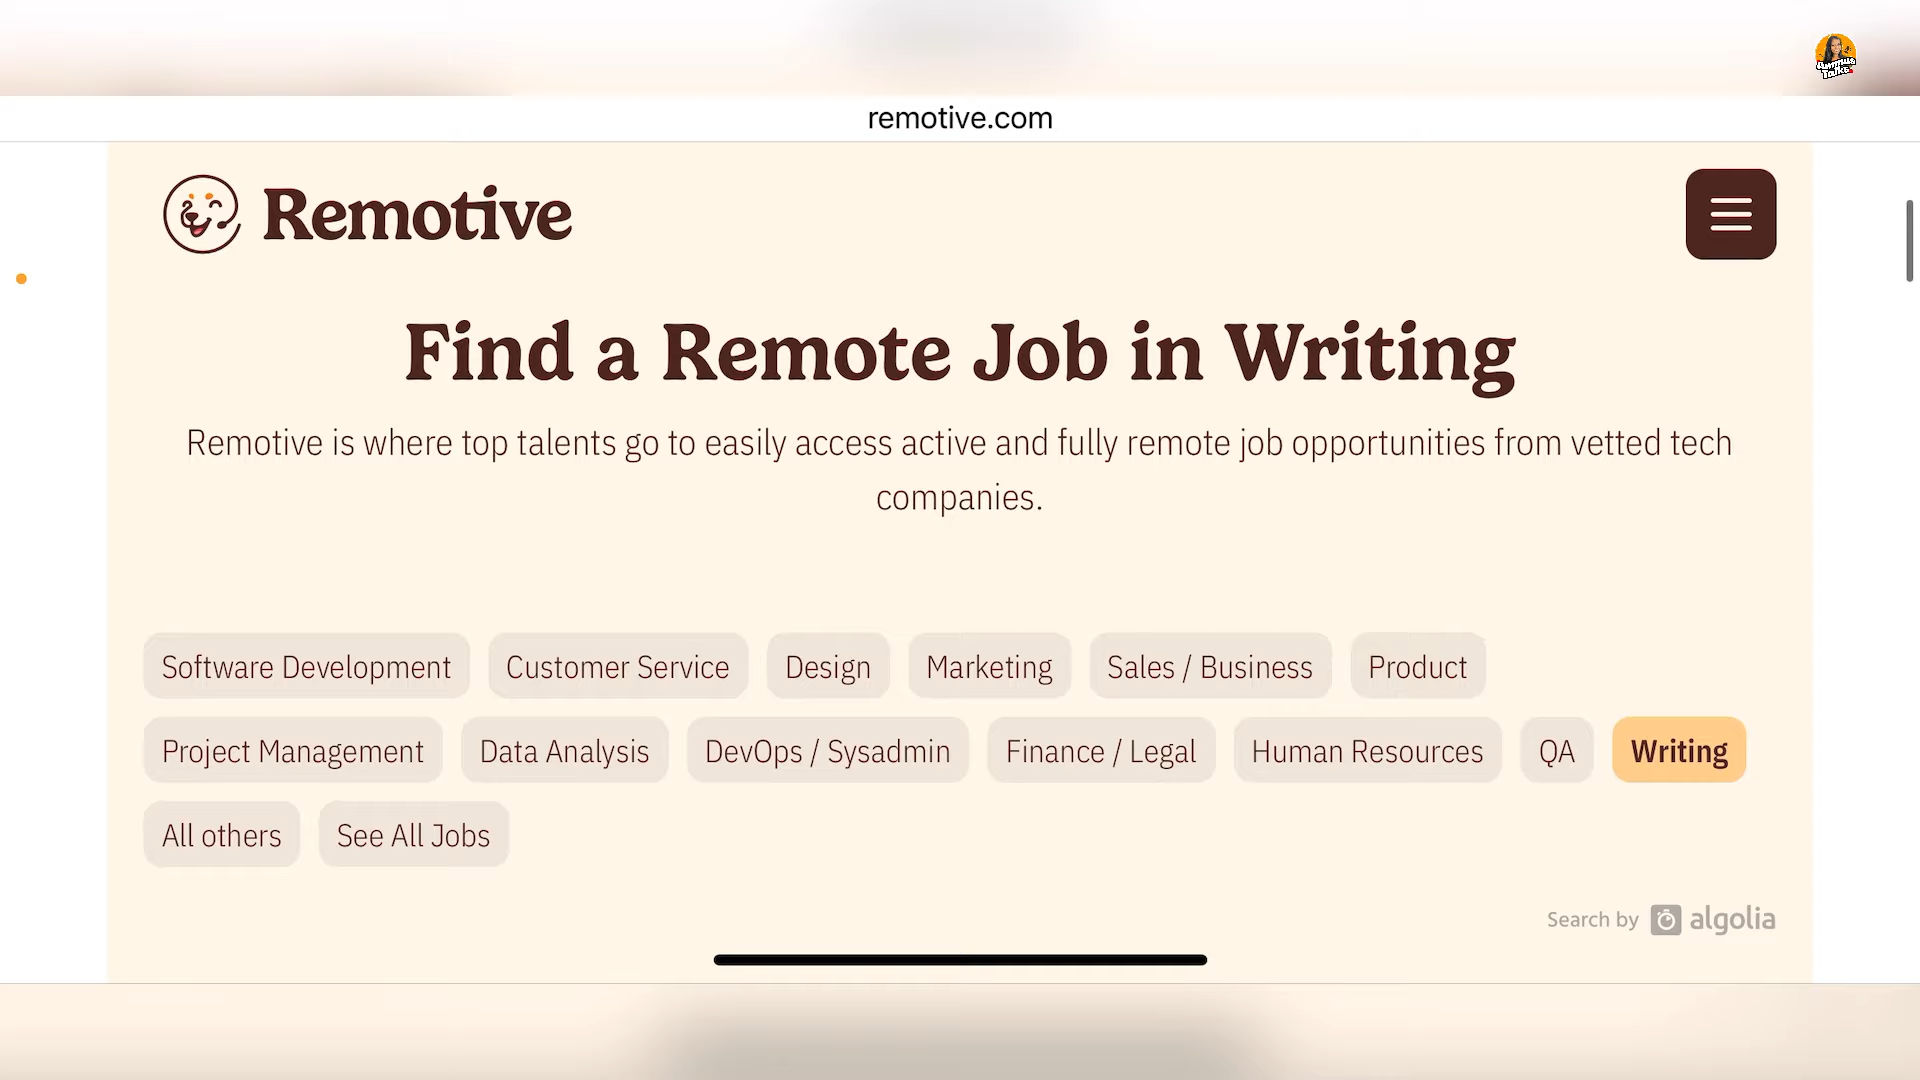 remotive.com
Remotive
Find a Remote Job in Writing
Remotive is where top talents go to easily access active and fully remote job opportunities from vetted tech
companies.
Software Development Customer Service Design Marketing Sales / Business Product
Project Management Data Analysis DevOps / Sysadmin Finance / Legal Human Resources QA Writing
All others See All Jobs
Search by algolia